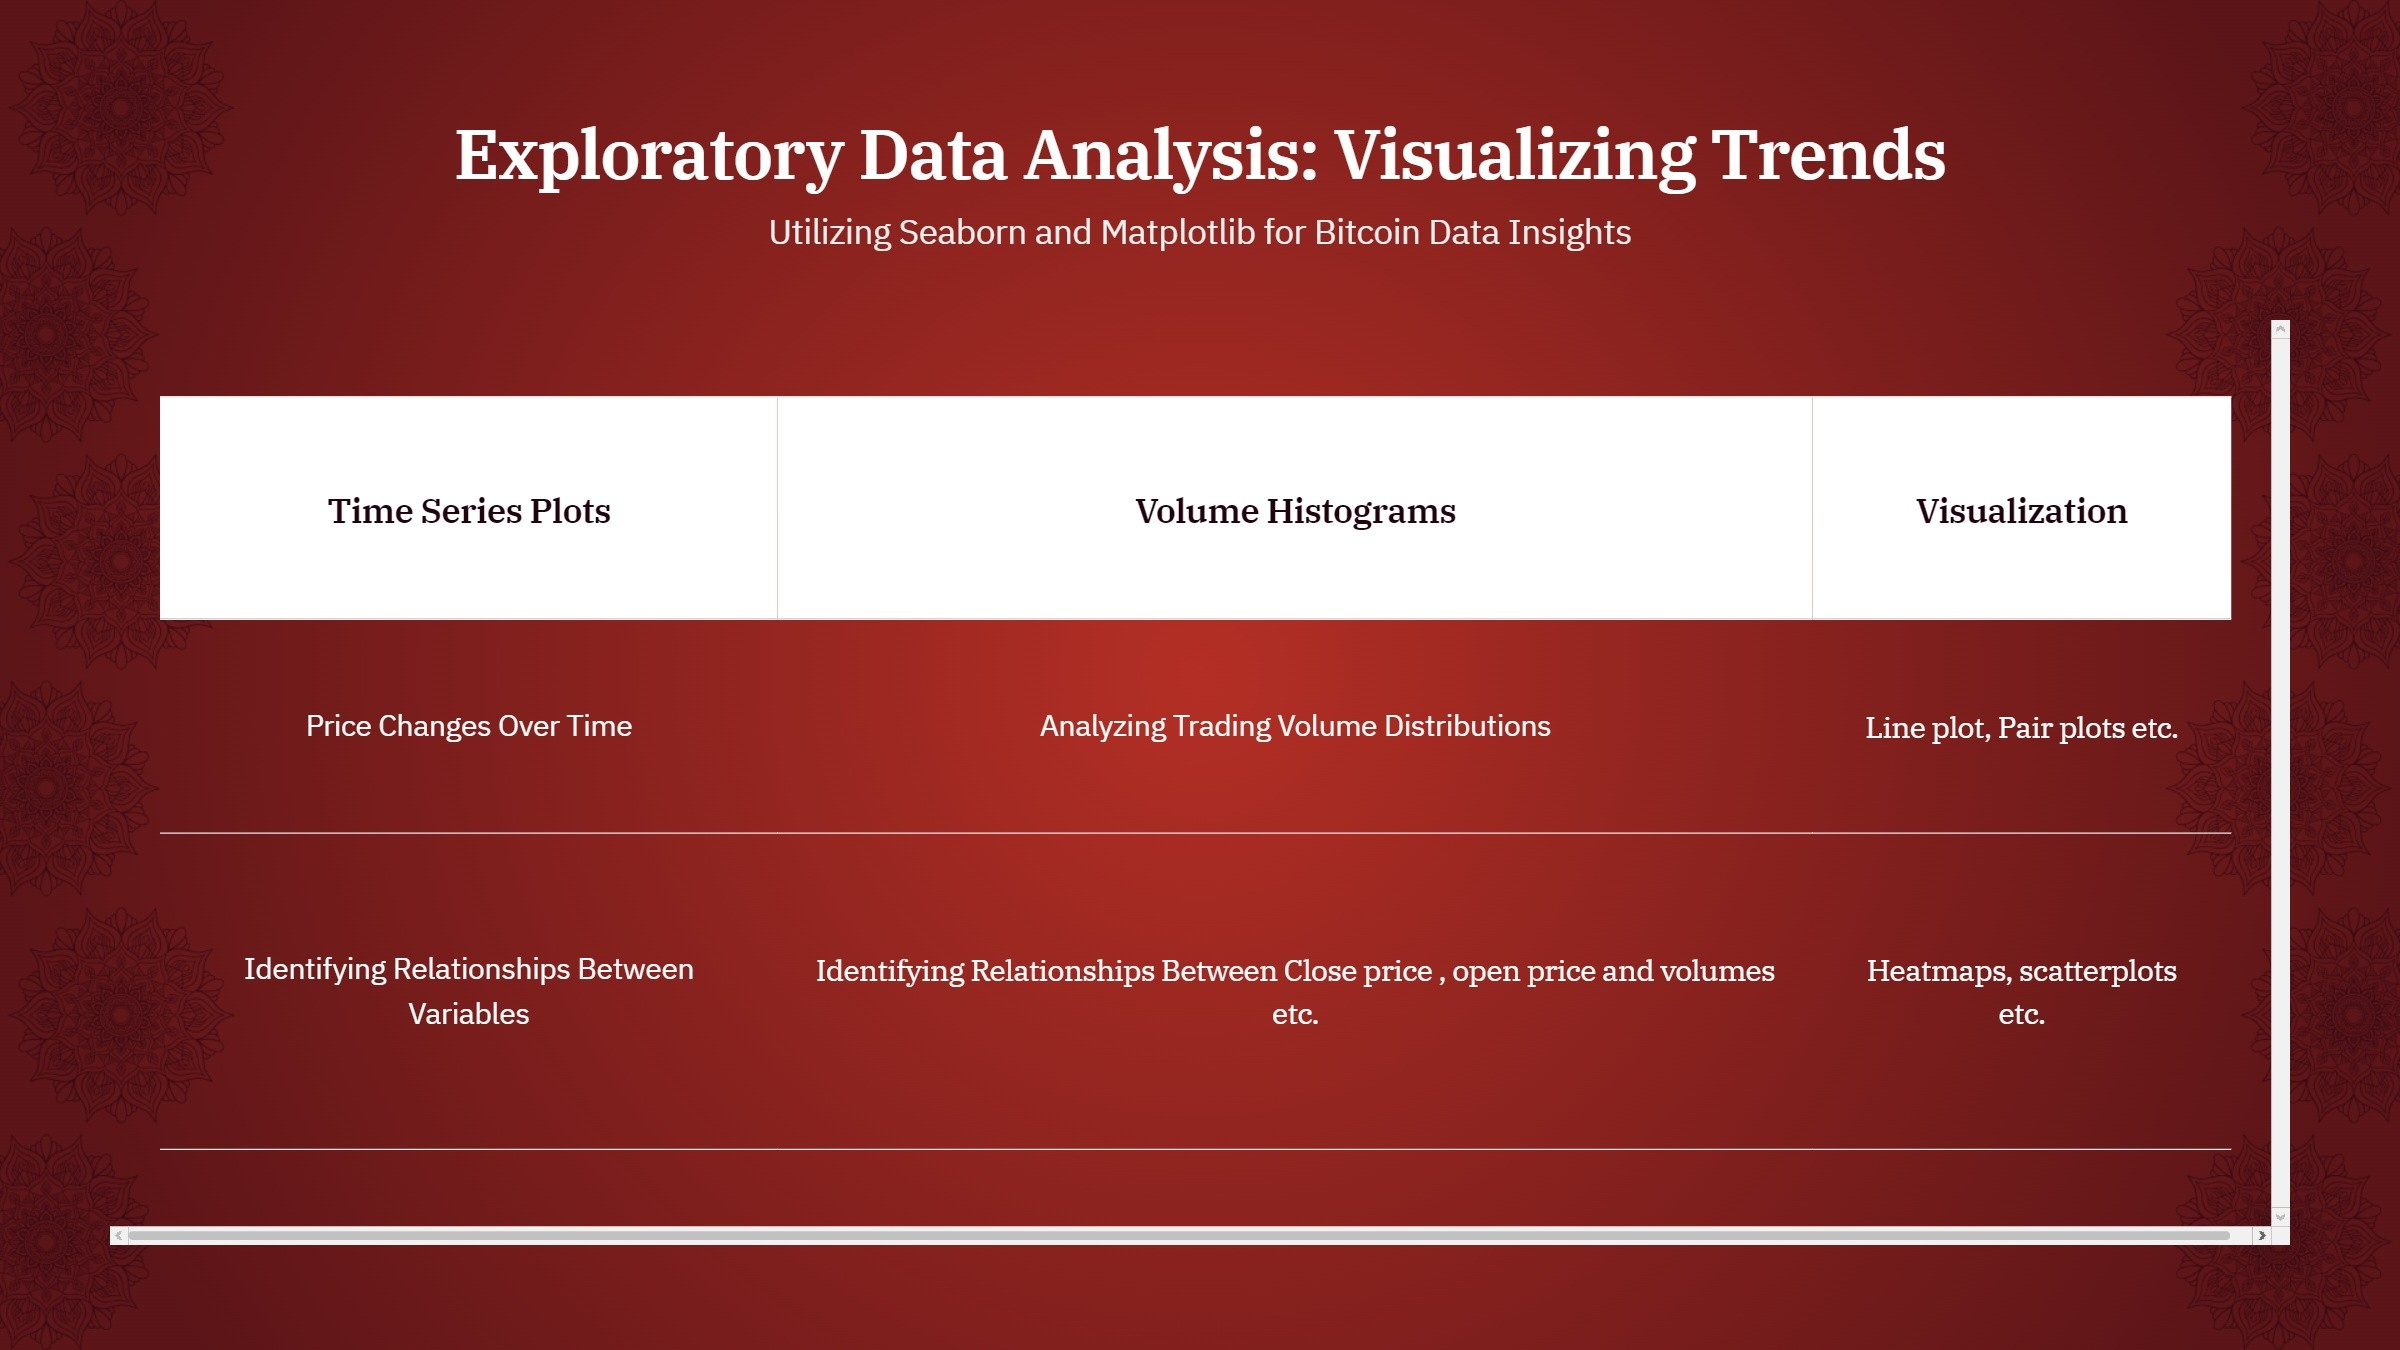 Exploratory Data Analysis: Visualizing Trends
Utilizing Seaborn and Matplotlib for Bitcoin Data Insights
Time Series Plots
Volume Histograms
Visualization
Price Changes Over Time
Analyzing Trading Volume Distributions
Line plot, Pair plots etc.
Identifying Relationships Between
Variables
Identifying Relationships Between Close price , open price and volumes
etc.
Heatmaps, scatterplots
etc.